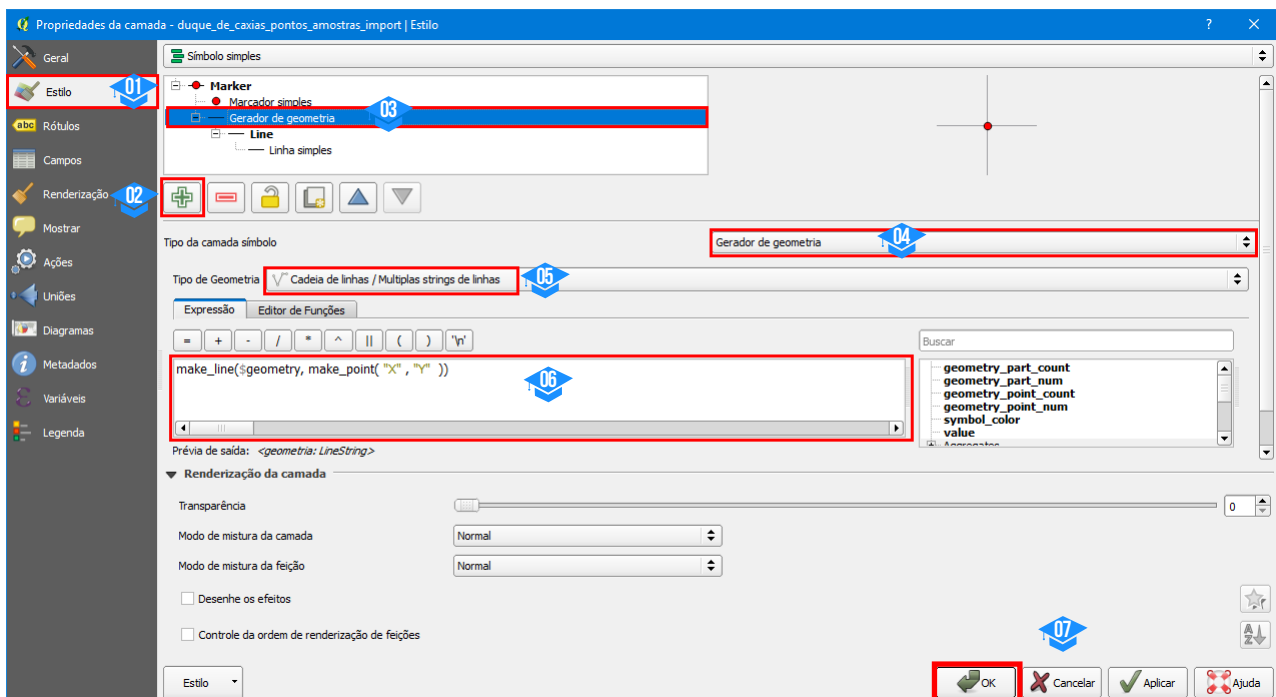 Propriedades da camada - duque_de_caxias_pontos_amostras_import | Estilo
?
Geral
Símbolo simples
Estilo
01
Rótulos
abc
Campos
Renderização
02
Mostrar
Ações
Uniões
Diagramas
Metadados
Variáveis
Legenda
Marker
Marcador simples
03
Gerador de geometria
Line
Linha simples
Tipo da camada símbolo
Gerador de geometria
04
Tipo de Geometria
Cadeia de linhas / Multiplas strings de linhas
05
Expressão
Editor de Funções
= + - / * ^ || ( ) '\n'
Buscar
make_line($geometry, make_point( "X" , "Y" ))
06
geometry_part_count
geometry_part_num
geometry_point_count
geometry_point_num
symbol_color
value
Aggregates
Prévia de saída: <geometria: LineString>
Renderização da camada
Transparência
0
Modo de mistura da camada
Normal
Modo de mistura da feição
Normal
Desenhe os efeitos
Controle da ordem de renderização de feições
07
A
Z
Estilo
OK
Cancelar
Aplicar
Ajuda